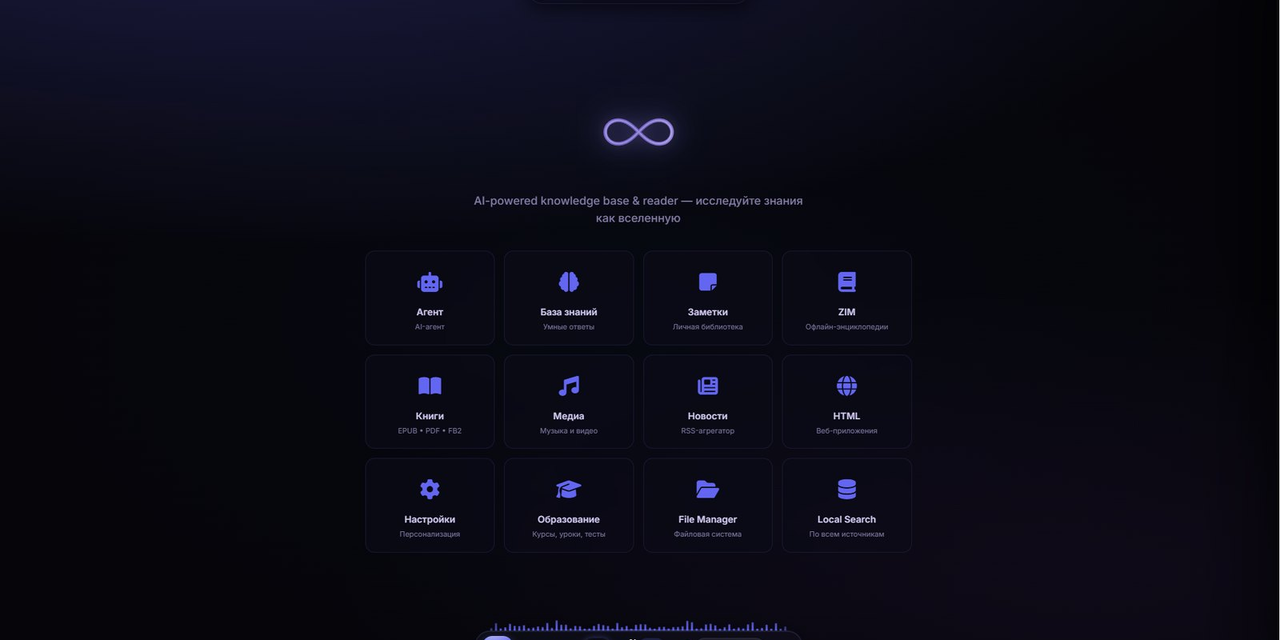 AI-powered knowledge base & reader — исследуйте знания
как вселенную
Агент
AI-агент
База знаний
Умные ответы
Заметки
Личная библиотека
ZIM
Офлайн-энциклопедии
Книги
EPUB • PDF • FB2
Медиа
Музыка и видео
Новости
RSS-агрегатор
HTML
Веб-приложения
Настройки
Персонализация
Образование
Курсы, уроки, тесты
File Manager
Файловая система
Local Search
По всем источникам